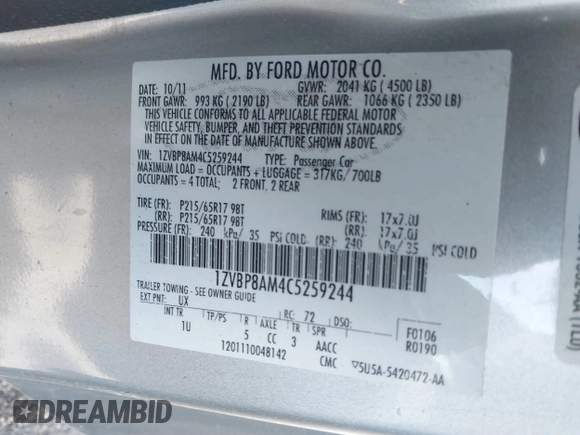 MFD. BY FORD MOTOR CO.
DATE: 10/11 GVWR: 2041 KG ( 4500 LB)
FRONT GAWR: 993 KG ( 2190 LB) REAR GAWR: 1066 KG ( 2350 LB)
THIS VEHICLE CONFORMS TO ALL APPLICABLE FEDERAL MOTOR
VEHICLE SAFETY, BUMPER, AND THEFT PREVENTION STANDARDS
IN EFFECT ON THE DATE OF MANUFACTURE SHOWN ABOVE.
VIN: 1ZVBP8AM4C5259244 TYPE: Passenger Car
MAXIMUM LOAD = OCCUPANTS + LUGGAGE = 317KG/700LB
OCCUPANTS = 4 TOTAL; 2 FRONT, 2 REAR
TIRE (FR): P215/65R17 98T RIMS (FR): 17x7.0J
(RR): P215/65R17 98T (RR): 17x7.0J
PRESSURE (FR): 240 kPa/ 35 PSI COLD (RR): 240 kPa/ 35 PSI COLD
1ZVBP8AM4C5259244
TRAILER TOWING - SEE OWNER GUIDE
EXT PNT: UX RC: 72 DSO: F0106
INT TR TP/PS R AXLE TR SPR R0190
1U 5 CC 3 AACC
1201110048142 CMC 5U5A-5420472-AA
DREAMBID